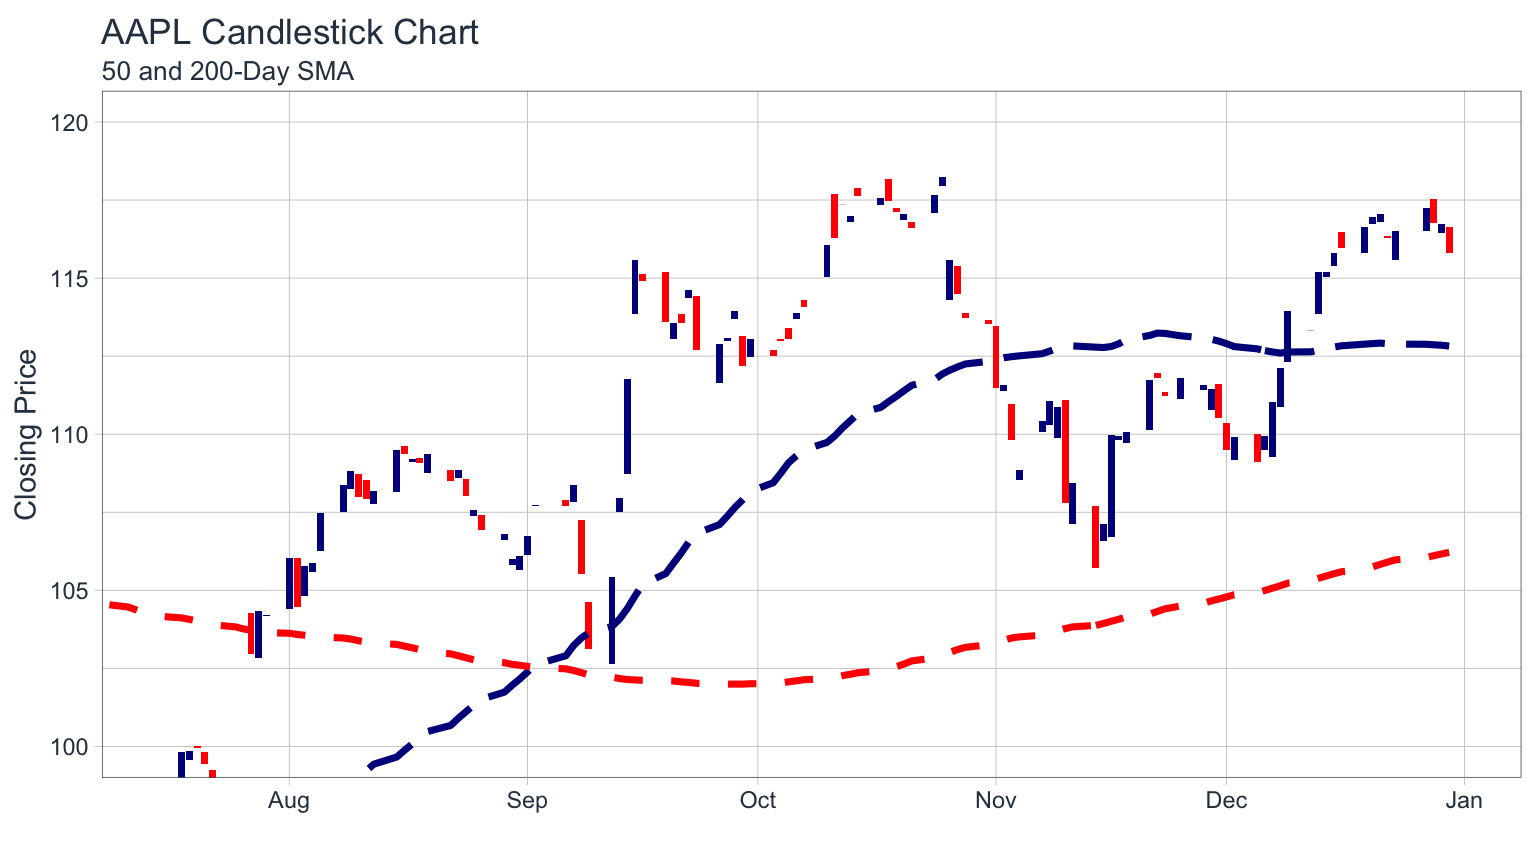 AAPL Candlestick Chart
50 and 200-Day SMA
Closing Price
120
115
110
105
100
Aug Sep Oct Nov Dec Jan